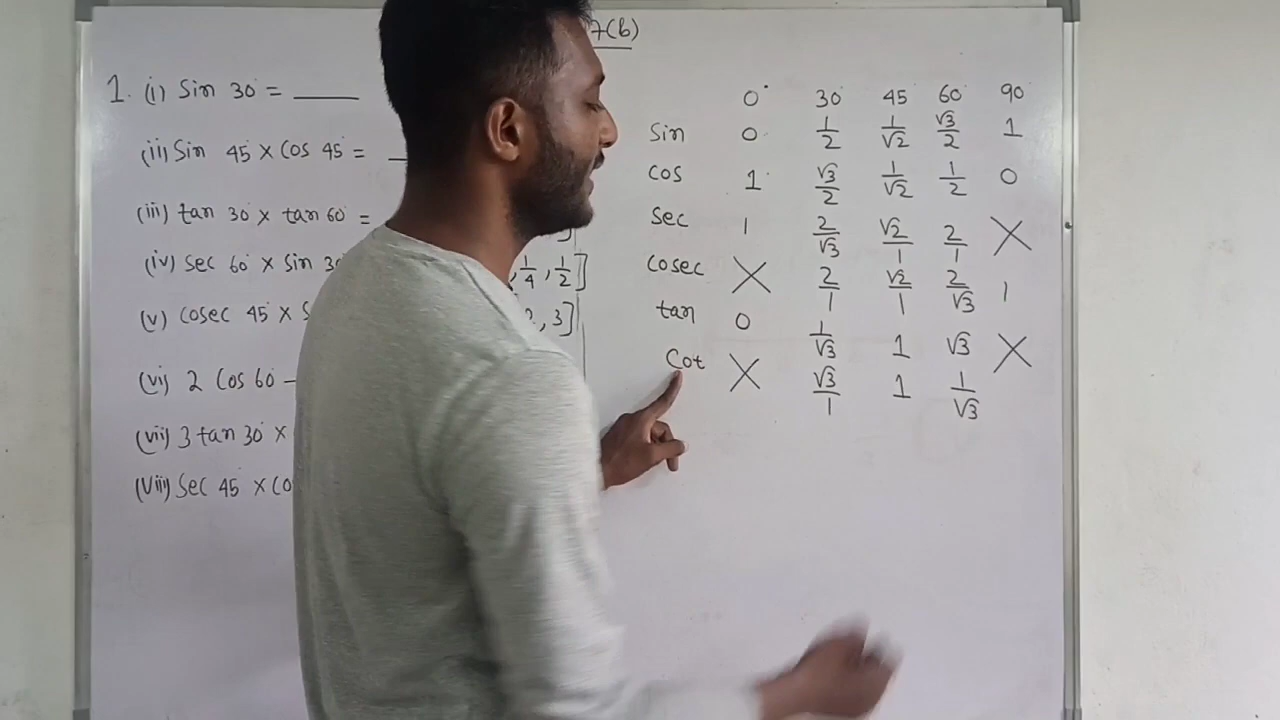 7(b)
1. (i) Sin 30° = ____
(ii) Sin 45° × Cos 45° = _
(iii) tan 30° × tan 60° =
(iv) Sec 60° × Sin , 1/4 , 1/2 ]
(v) Cosec 45° × , 3 ]
(vi) 2 Cos 60 –
(vii) 3 tan 30° ×
(viii) Sec 45° ×
0° 30° 45° 60° 90°
Sin 0 1/2 1/√2 √3/2 1
Cos 1 √3/2 1/√2 1/2 0
Sec 1 2/√3 √2/1 2/1 ×
Cosec × 2/1 √2/1 2/√3 1
tan 0 1/√3 1 √3 ×
Cot × √3/1 1 1/√3